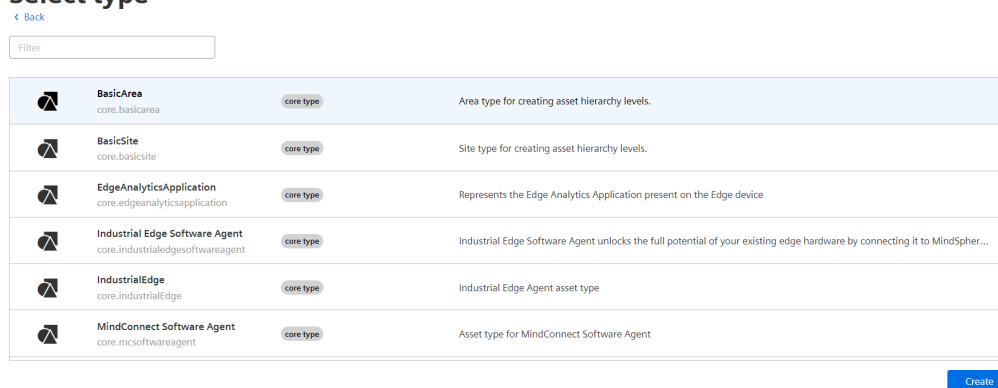 Select type
Back
Filter
BasicArea
core.basicarea
core type
Area type for creating asset hierarchy levels.
BasicSite
core.basicsite
core type
Site type for creating asset hierarchy levels.
EdgeAnalyticsApplication
core.edgeanalyticsapplication
core type
Represents the Edge Analytics Application present on the Edge device
Industrial Edge Software Agent
core.industrialedgesoftwareagent
core type
Industrial Edge Software Agent unlocks the full potential of your existing edge hardware by connecting it to MindSpher...
IndustrialEdge
core.industrialEdge
core type
Industrial Edge Agent asset type
MindConnect Software Agent
core.mcsoftwareagent
core type
Asset type for MindConnect Software Agent
Create